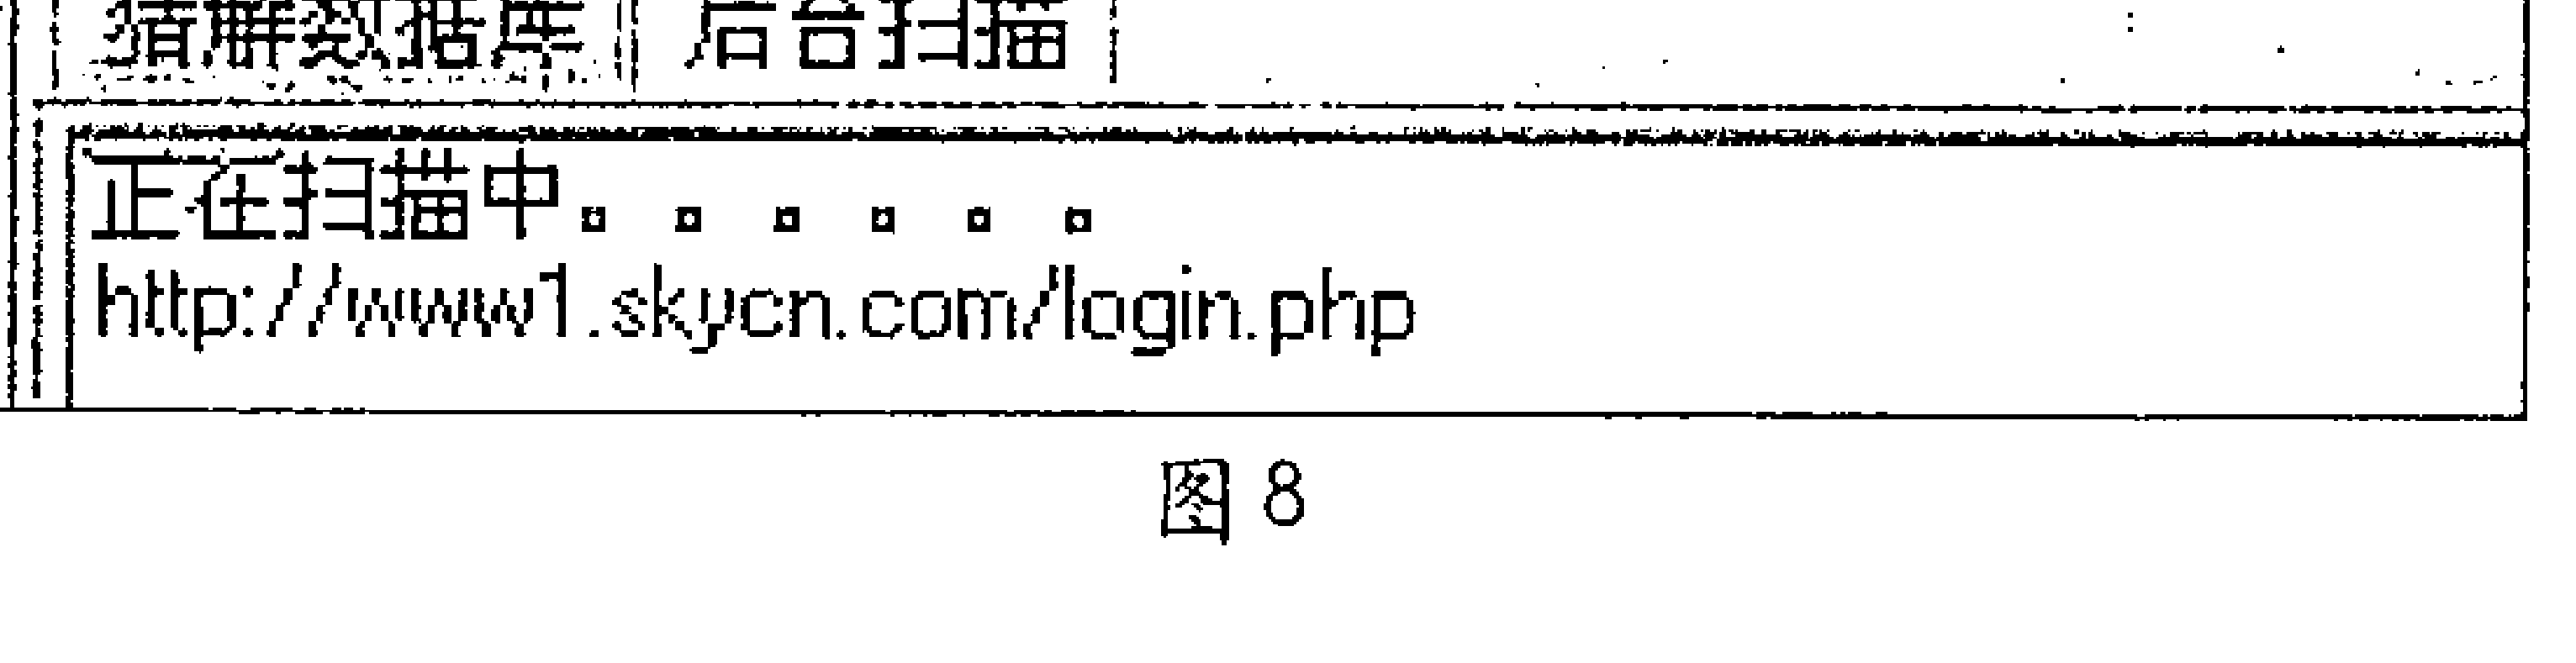 猜解数据库 后台扫描
正在扫描中。。。。。。
http://www1.skycn.com/login.php
图 8